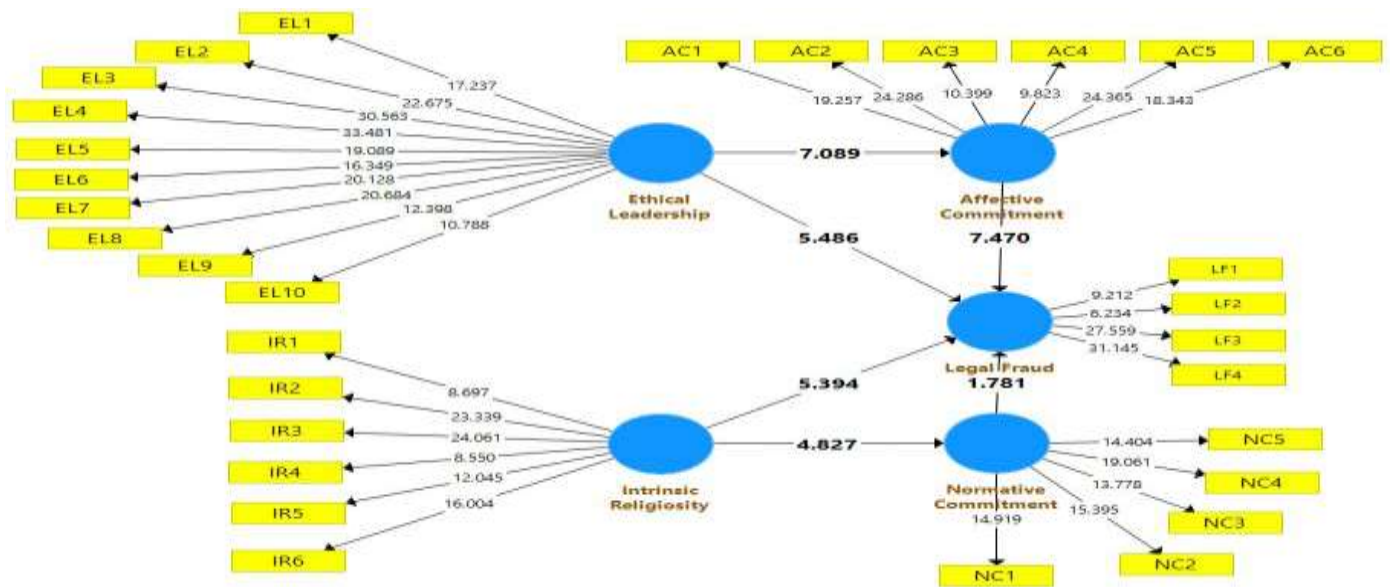 EL1
EL2
EL3
EL4
EL5
EL6
EL7
EL8
EL9
EL10
17.237
22.675
30.563
33.481
19.089
16.349
20.128
20.684
12.398
10.788
Ethical
Leadership
AC1
AC2
AC3
AC4
AC5
AC6
19.257
24.286
10.399
9.823
24.365
18.343
7.089
Affective
Commitment
5.486
7.470
LF1
LF2
LF3
LF4
9.212
6.234
27.559
31.145
Legal Fraud
IR1
IR2
IR3
IR4
IR5
IR6
8.697
23.339
24.061
8.550
12.045
16.004
Intrinsic
Religiosity
5.394
4.827
1.781
Normative
Commitment
14.404
19.061
13.778
15.395
14.919
NC5
NC4
NC3
NC2
NC1